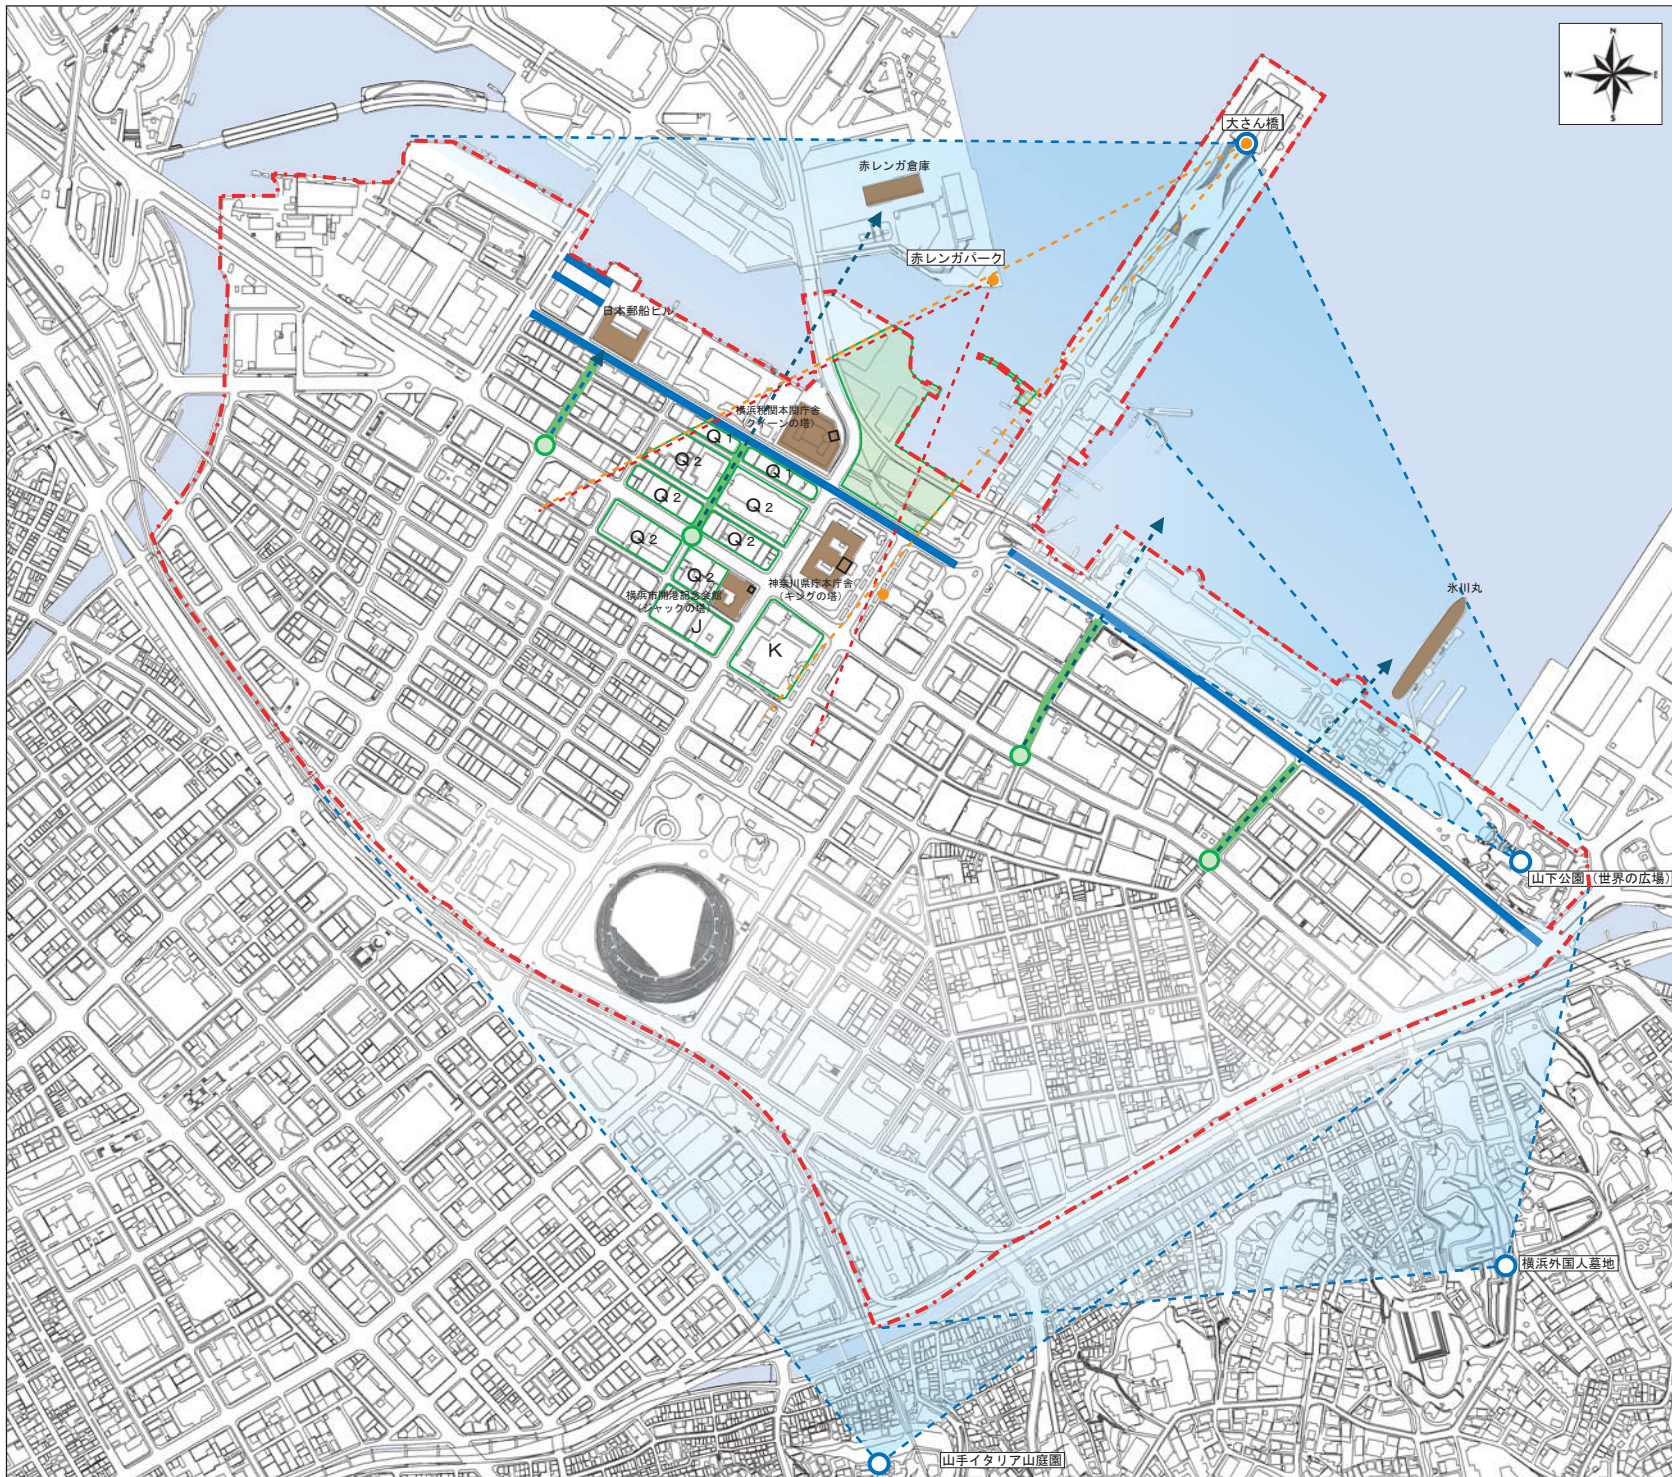 N
W
E
S
大さん橋
赤レンガ倉庫
赤レンガパーク
日本郵船ビル
横浜税関本関庁舎
(クイーンの塔)
Q1
Q2
Q1
Q2
Q2
Q2
Q2
Q2
神奈川県庁本庁舎
(キングの塔)
横浜市開港記念会館
(ジャックの塔)
J
K
氷川丸
山下公園(世界の広場)
横浜外国人墓地
山手イタリア山庭園